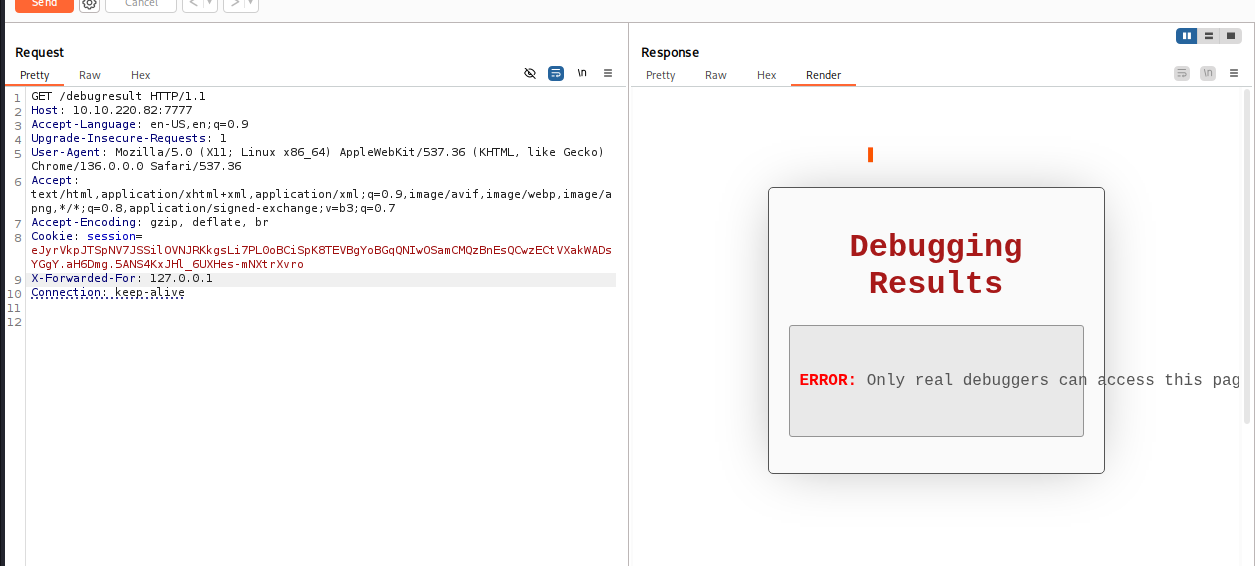 Send
Cancel
Request
Response
Pretty
Raw
Hex
\n
Pretty
Raw
Hex
Render
\n
1 GET /debugresult HTTP/1.1
2 Host: 10.10.220.82:7777
3 Accept-Language: en-US,en;q=0.9
4 Upgrade-Insecure-Requests: 1
5 User-Agent: Mozilla/5.0 (X11; Linux x86_64) AppleWebKit/537.36 (KHTML, like Gecko)
Chrome/136.0.0.0 Safari/537.36
6 Accept:
text/html,application/xhtml+xml,application/xml;q=0.9,image/avif,image/webp,image/a
png,*/*;q=0.8,application/signed-exchange;v=b3;q=0.7
7 Accept-Encoding: gzip, deflate, br
8 Cookie: session=
9 X-Forwarded-For: 127.0.0.1
10 Connection: keep-alive
11
12
Debugging
Results
ERROR: Only real debuggers can access this pag